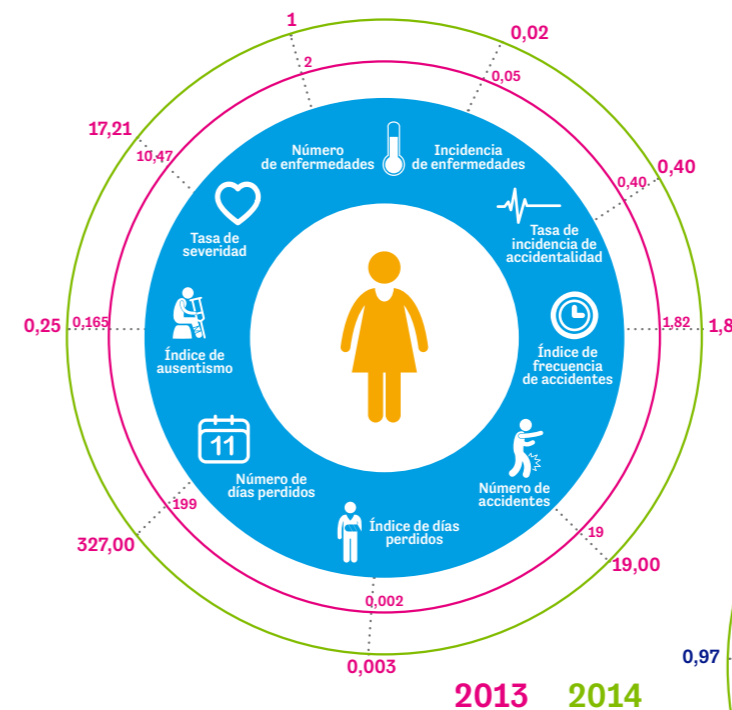 1
0,02
2
0,05
17,21
10,47
Número
de enfermedades
Incidencia
de enfermedades
0,40
0,40
Tasa de
severidad
Tasa de
incidencia de
accidentalidad
0,25
0,165
1,82
1,8
Índice de
ausentismo
Índice de
frecuencia
de accidentes
11
Número de
días perdidos
Número de
accidentes
199
Índice de días
perdidos
19
327,00
19,00
0,002
0,003
0,97
2013 2014